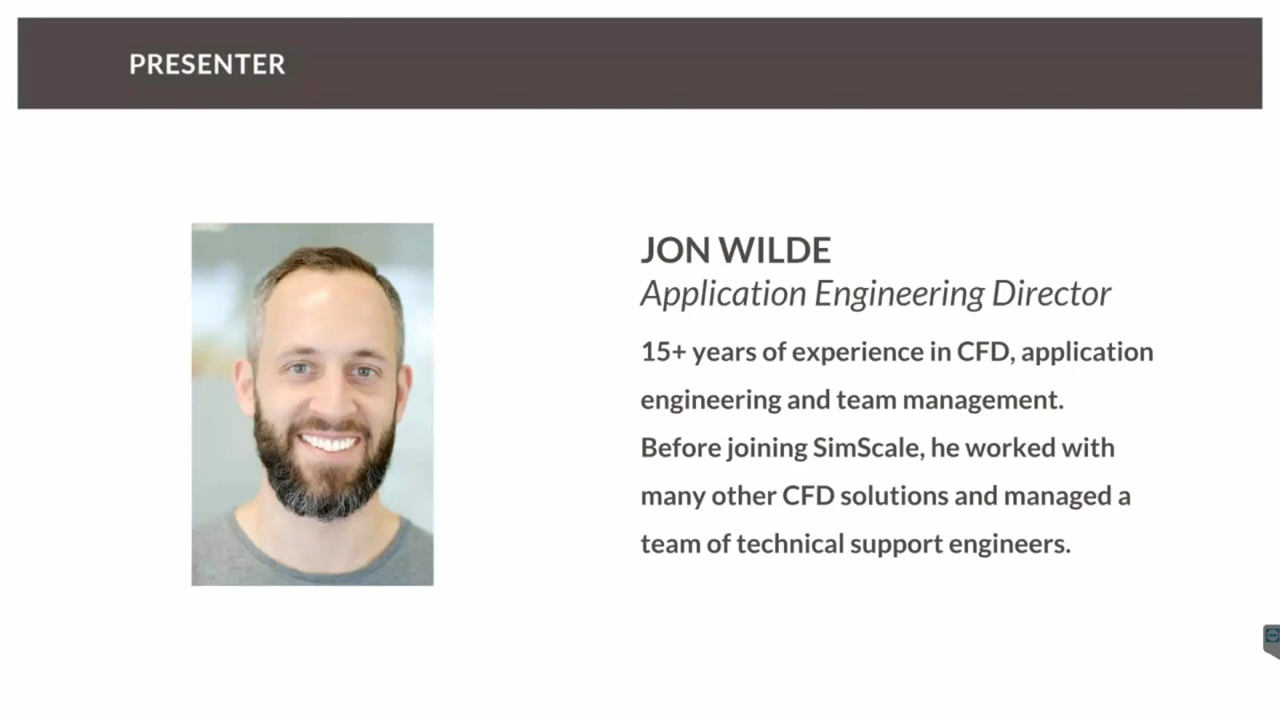 PRESENTER
JON WILDE
Application Engineering Director
15+ years of experience in CFD, application
engineering and team management.
Before joining SimScale, he worked with
many other CFD solutions and managed a
team of technical support engineers.